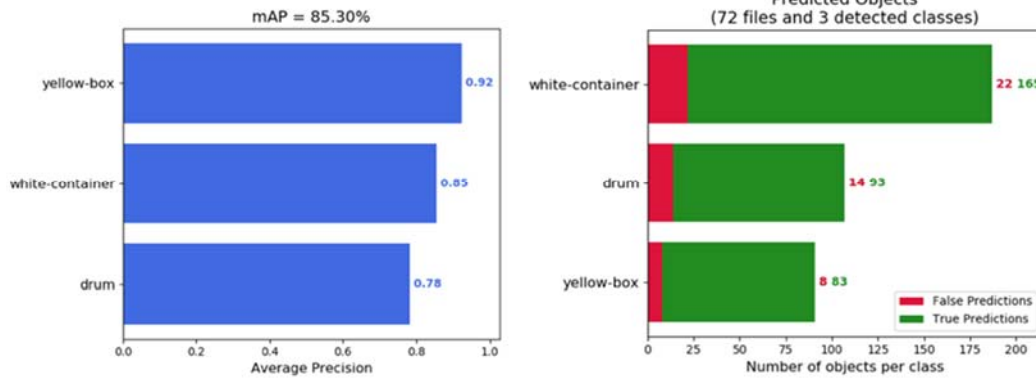 mAP = 85.30%
yellow-box
0.92
white-container
0.85
drum
0.78
0.0 0.2 0.4 0.6 0.8 1.0
Average Precision
Predicted Objects
(72 files and 3 detected classes)
white-container
22 165
drum
14 93
yellow-box
8 83
False Predictions
True Predictions
0 25 50 75 100 125 150 175 200
Number of objects per class